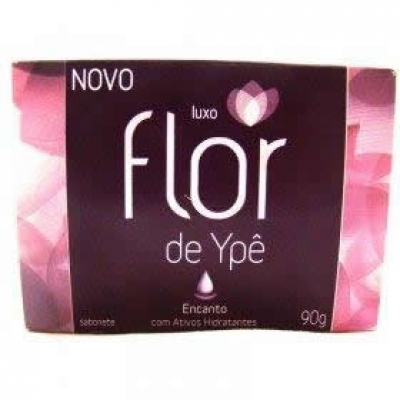 NOVO
luxo
flor
de Ypê
Encanto
com Ativos Hidratantes
sabonete
90g